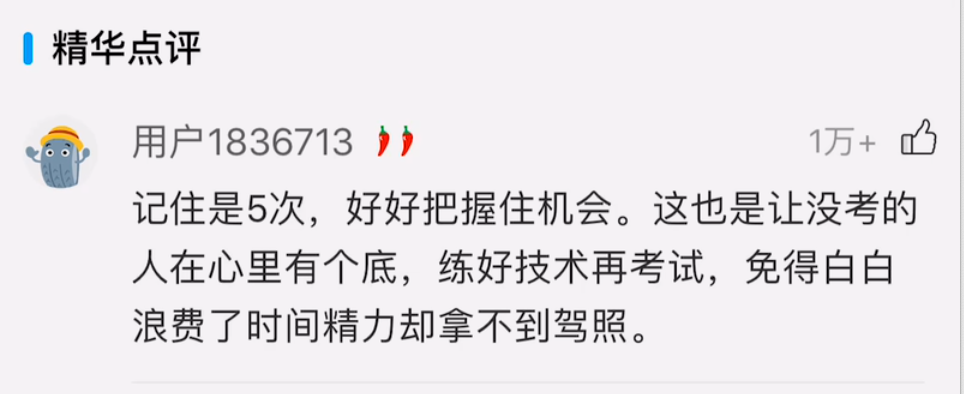 精华点评
用户1836713
1万+
记住是5次，好好把握住机会。这也是让没考的
人在心里有个底，练好技术再考试，免得白白
浪费了时间精力却拿不到驾照。